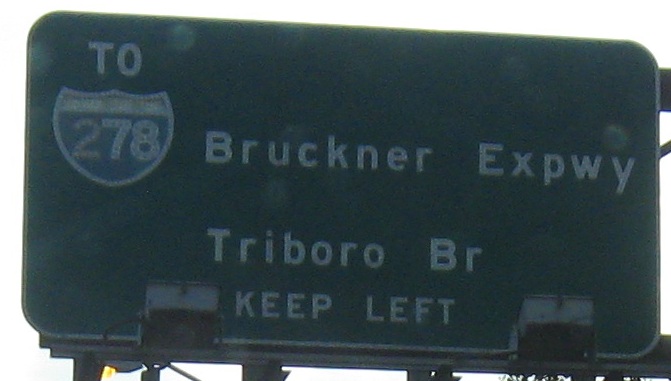 TO
278
Bruckner Expwy
Triboro Br
KEEP LEFT